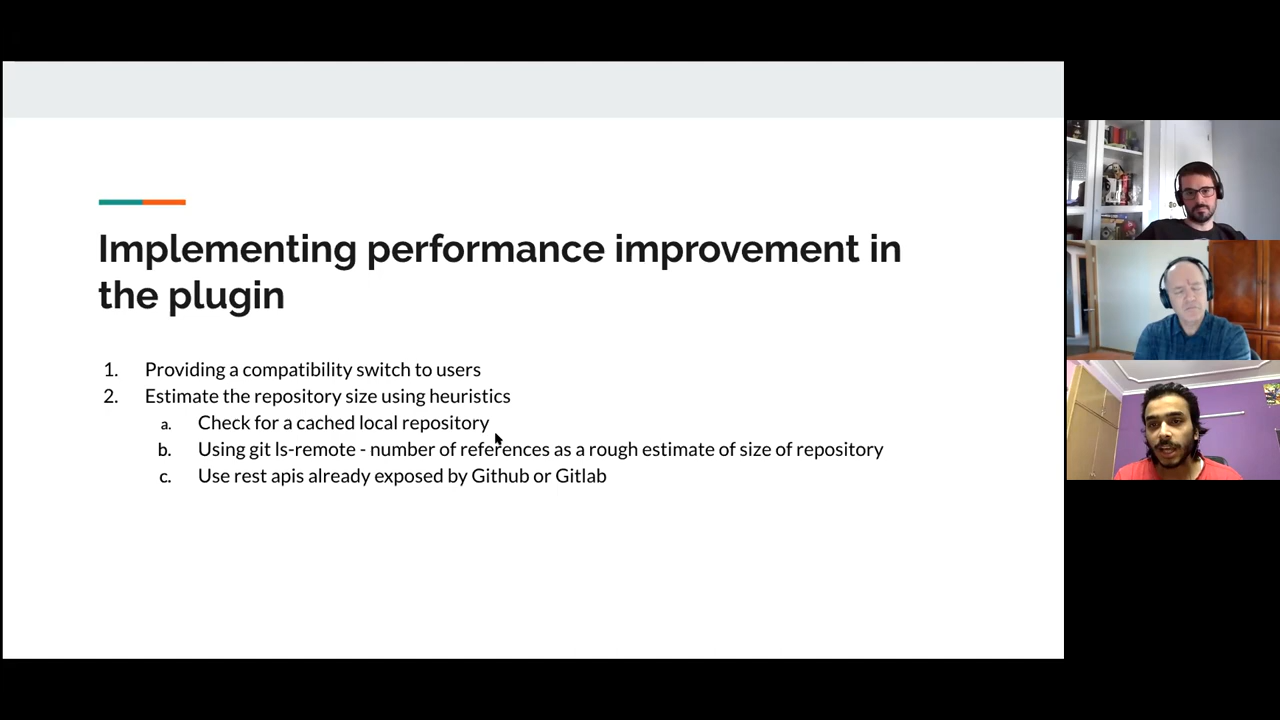 Implementing performance improvement in
the plugin
1. Providing a compatibility switch to users
2. Estimate the repository size using heuristics
a. Check for a cached local repository
b. Using git ls-remote - number of references as a rough estimate of size of repository
c. Use rest apis already exposed by Github or Gitlab